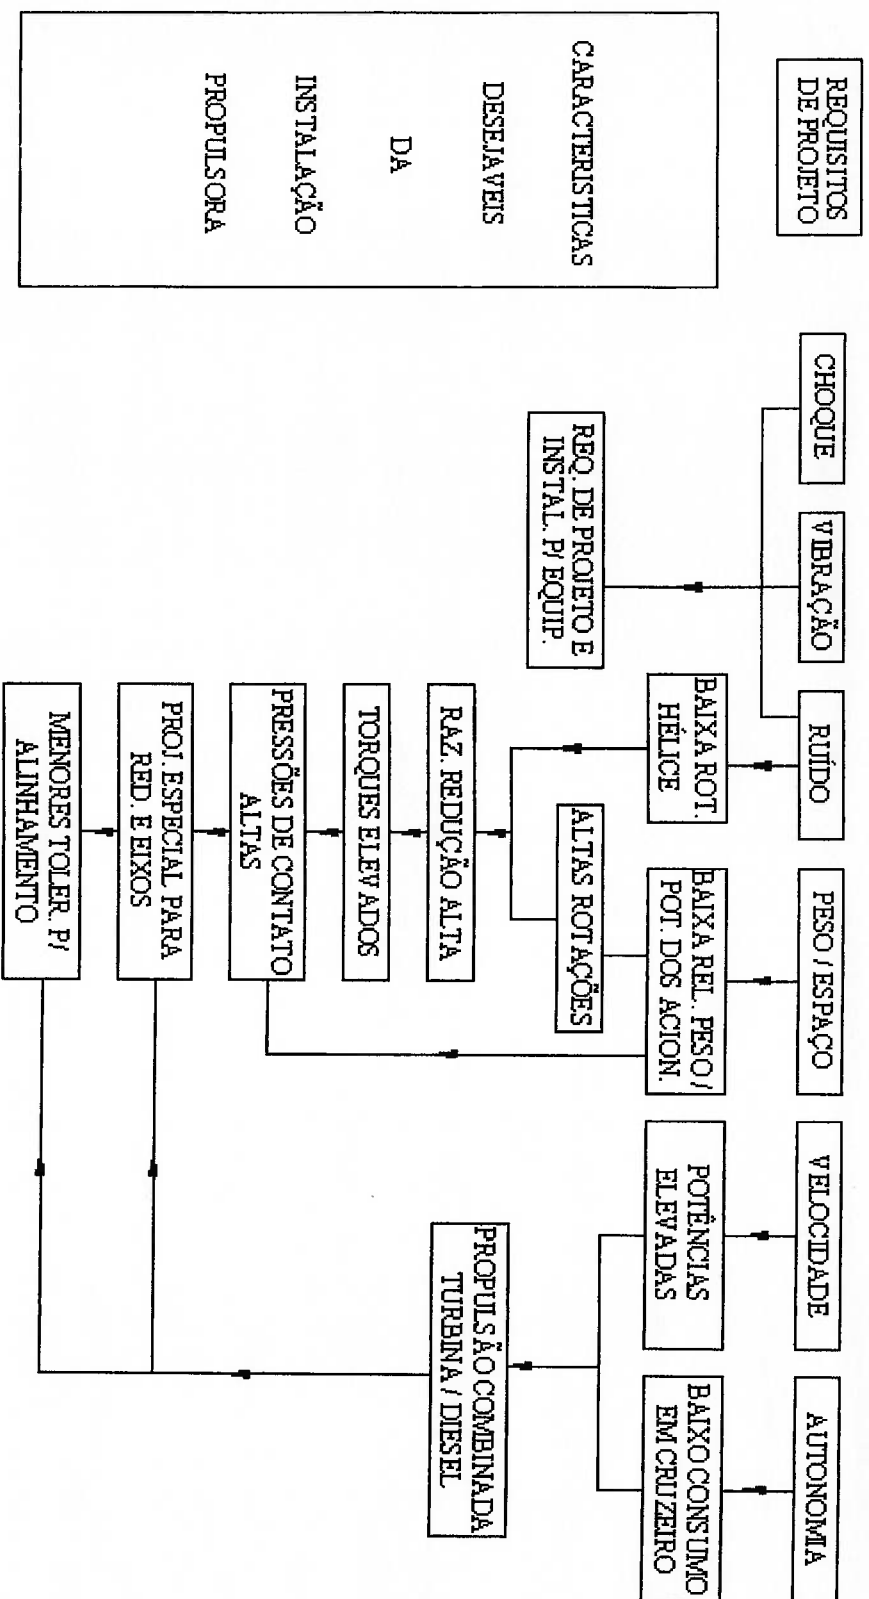 REQUISITOS
DE PROJETO
CHOQUE
VIBRAÇÃO
RUÍDO
PESO / ESPAÇO
VELOCIDADE
AUTONOMIA
CARACTERISTICAS
DESEJAVEIS
DA
INSTALAÇÃO
PROPULSORA
BAIXA ROT.
HÉLICE
BAIXA REL. PESO /
POT. DOS ACION.
POTÊNCIAS
ELEVADAS
BAIXO CONSUMO
EM CRUZEIRO
REQ. DE PROJETO E
INSTAL. P/ EQUIP.
ALTAS ROTAÇÕES
RAZ. REDUÇÃO ALTA
PROPULSÃO COMBINADA
TURBINA / DIESEL
TORQUES ELEVADOS
PRESSÕES DE CONTATO
ALTAS
PROJ. ESPECIAL PARA
RED. E EIXOS
MENORES TOLER. P/
ALINHAMENTO